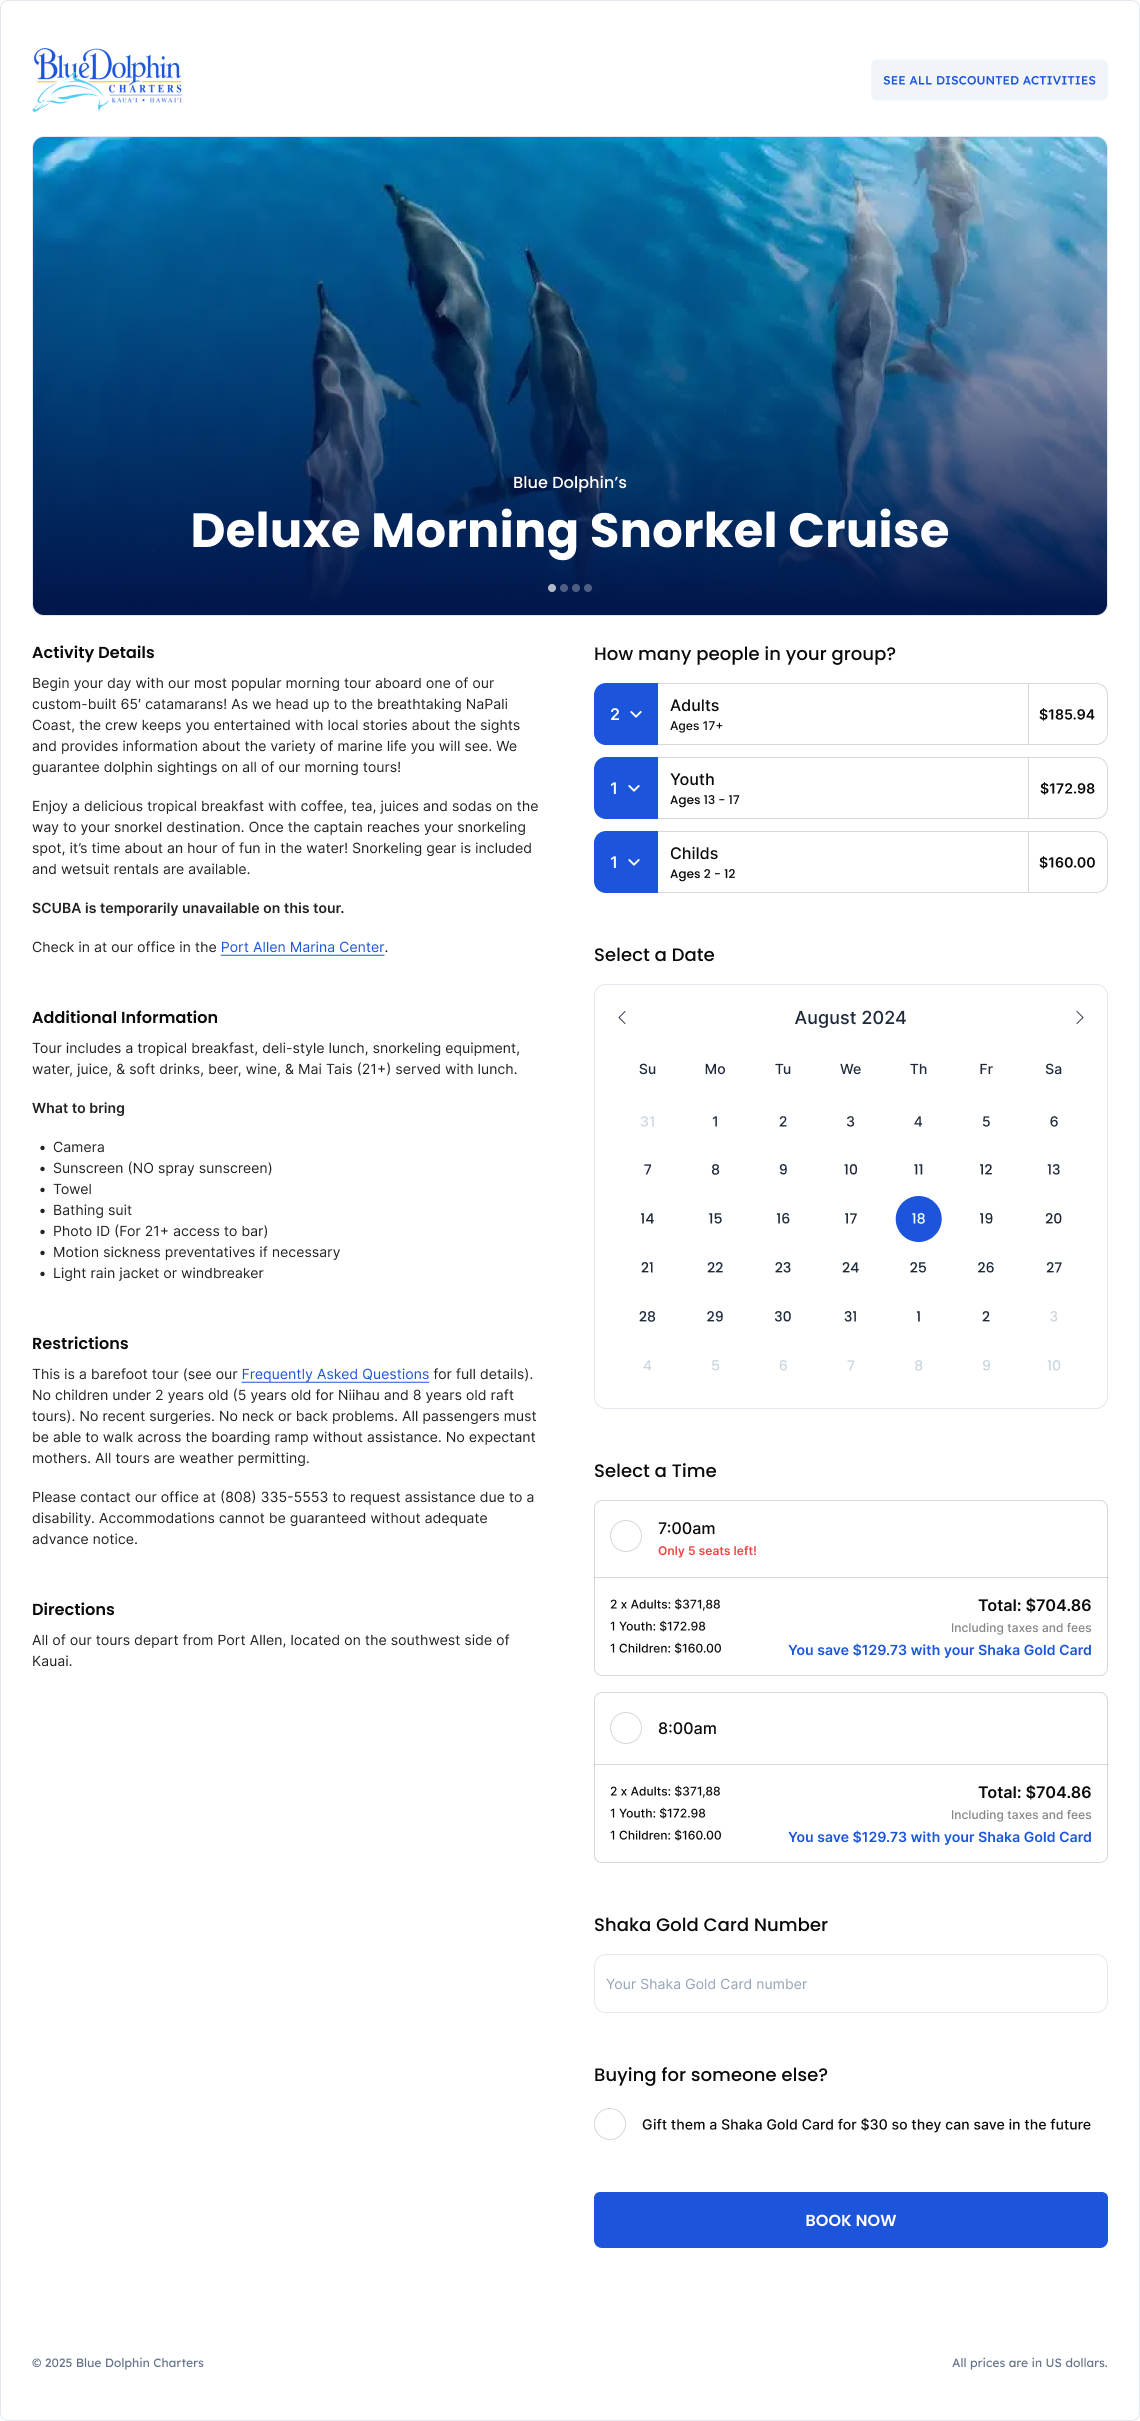 BlueDolphin
CHARTERS
KAUA'I • HAWAI'I
SEE ALL DISCOUNTED ACTIVITIES
Blue Dolphin’s
Deluxe Morning Snorkel Cruise
Activity Details
Begin your day with our most popular morning tour aboard one of our
custom-built 65′ catamarans! As we head up to the breathtaking NaPali
Coast, the crew keeps you entertained with local stories about the sights
and provides information about the variety of marine life you will see. We
guarantee dolphin sightings on all of our morning tours!
Enjoy a delicious tropical breakfast with coffee, tea, juices and sodas on the
way to your snorkel destination. Once the captain reaches your snorkeling
spot, it’s time about an hour of fun in the water! Snorkeling gear is included
and wetsuit rentals are available.
SCUBA is temporarily unavailable on this tour.
Check in at our office in the Port Allen Marina Center.
Additional Information
Tour includes a tropical breakfast, deli-style lunch, snorkeling equipment,
water, juice, & soft drinks, beer, wine, & Mai Tais (21+) served with lunch.
What to bring
• Camera
• Sunscreen (NO spray sunscreen)
• Towel
• Bathing suit
• Photo ID (For 21+ access to bar)
• Motion sickness preventatives if necessary
• Light rain jacket or windbreaker
Restrictions
This is a barefoot tour (see our Frequently Asked Questions for full details).
No children under 2 years old (5 years old for Niihau and 8 years old raft
tours). No recent surgeries. No neck or back problems. All passengers must
be able to walk across the boarding ramp without assistance. No expectant
mothers. All tours are weather permitting.
Please contact our office at (808) 335-5553 to request assistance due to a
disability. Accommodations cannot be guaranteed without adequate
advance notice.
Directions
All of our tours depart from Port Allen, located on the southwest side of
Kauai.
How many people in your group?
2 Adults $185.94
Ages 17+
1 Youth $172.98
Ages 13 - 17
1 Childs $160.00
Ages 2 - 12
Select a Date
August 2024
Su Mo Tu We Th Fr Sa
31 1 2 3 4 5 6
7 8 9 10 11 12 13
14 15 16 17 18 19 20
21 22 23 24 25 26 27
28 29 30 31 1 2 3
4 5 6 7 8 9 10
Select a Time
7:00am
Only 5 seats left!
2 x Adults: $371,88
1 Youth: $172.98
1 Children: $160.00
Total: $704.86
Including taxes and fees
You save $129.73 with your Shaka Gold Card
8:00am
2 x Adults: $371,88
1 Youth: $172.98
1 Children: $160.00
Total: $704.86
Including taxes and fees
You save $129.73 with your Shaka Gold Card
Shaka Gold Card Number
Your Shaka Gold Card number
Buying for someone else?
Gift them a Shaka Gold Card for $30 so they can save in the future
BOOK NOW
© 2025 Blue Dolphin Charters
All prices are in US dollars.